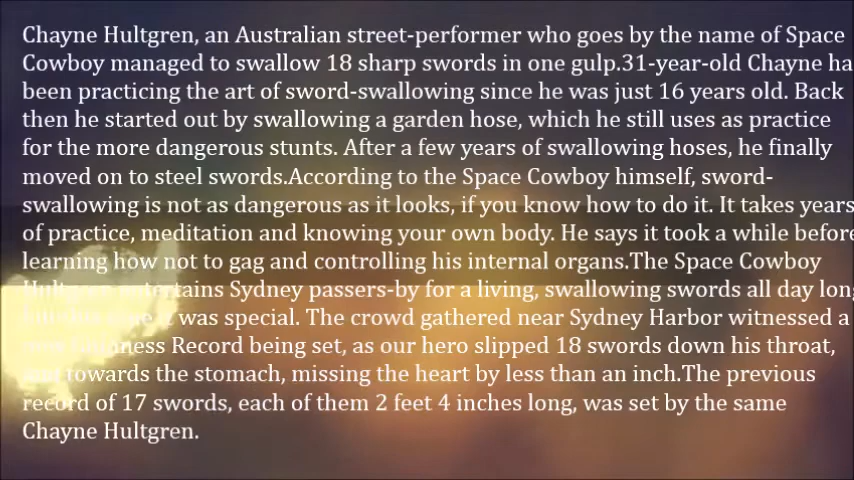 Chayne Hultgren, an Australian street-performer who goes by the name of Space
Cowboy managed to swallow 18 sharp swords in one gulp.31-year-old Chayne ha
been practicing the art of sword-swallowing since he was just 16 years old. Back
then he started out by swallowing a garden hose, which he still uses as practice
for the more dangerous stunts. After a few years of swallowing hoses, he finally
moved on to steel swords.According to the Space Cowboy himself, sword-
swallowing is not as dangerous as it looks, if you know how to do it. It takes years
of practice, meditation and knowing your own body. He says it took a while before
learning how not to gag and controlling his internal organs.The Space Cowboy
Hultgren entertains Sydney passers-by for a living, swallowing swords all day long
it was special. The crowd gathered near Sydney Harbor witnessed a
Guinness Record being set, as our hero slipped 18 swords down his throat,
and towards the stomach, missing the heart by less than an inch.The previous
record of 17 swords, each of them 2 feet 4 inches long, was set by the same
Chayne Hultgren.